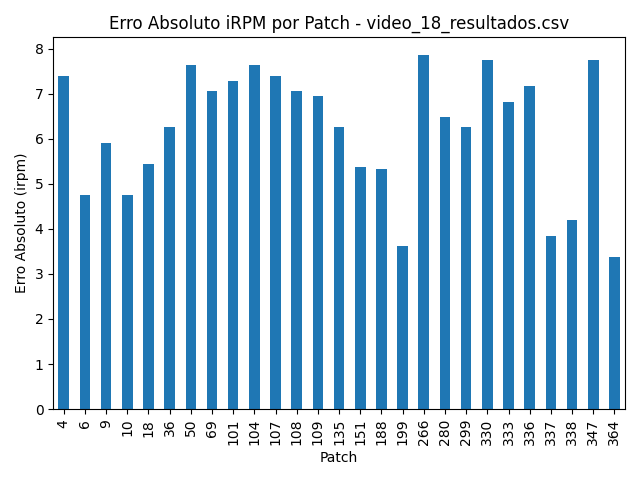 Erro Absoluto iRPM por Patch - video_18_resultados.csv
Erro Absoluto (irpm)
8
7
6
5
4
3
2
1
0
4 6 9 10 18 36 50 69 101 104 107 108 109 135 151 188 199 266 280 299 330 333 336 337 338 347 364
Patch